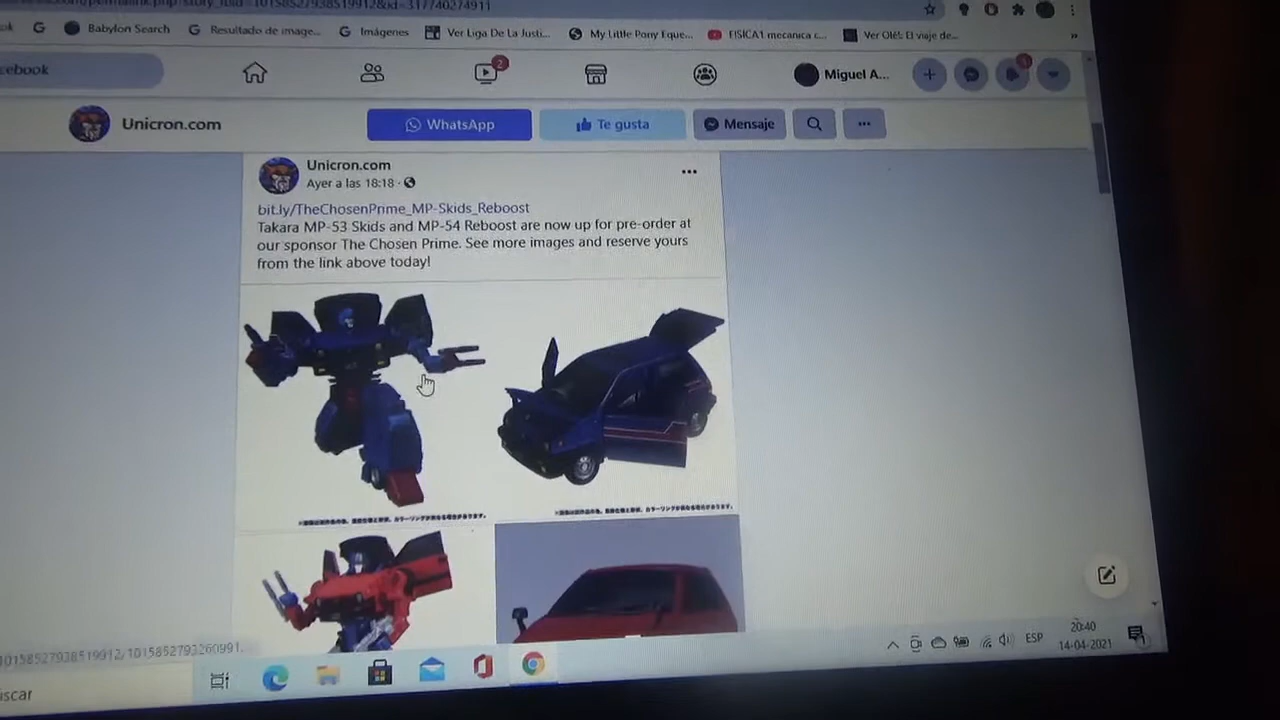 Babylon Search
Resultado de image...
Imágenes
Ver Liga De La Justi...
My Little Pony Eque...
FISICA1 mecanica c...
Ver Olé!: El viaje de...
»
cebook
2
Miguel A...
Unicron.com
WhatsApp
Te gusta
Mensaje
Unicron.com
Ayer a las 18:18
bit.ly/TheChosenPrime_MP-Skids_Reboost
Takara MP-53 Skids and MP-54 Reboost are now up for pre-order at
our sponsor The Chosen Prime. See more images and reserve yours
from the link above today!
ESP
20:40
14-04-2021
iscar